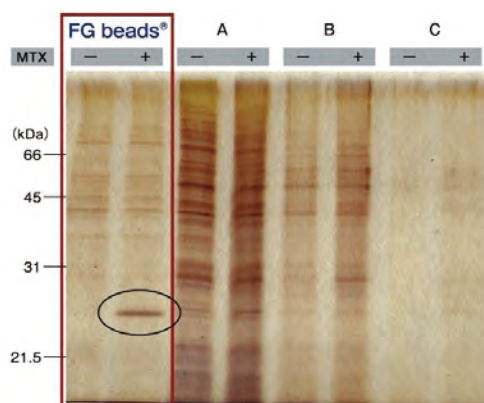 FG beads® A B C
MTX − + − + − + − +
(kDa)
66
45
31
21.5